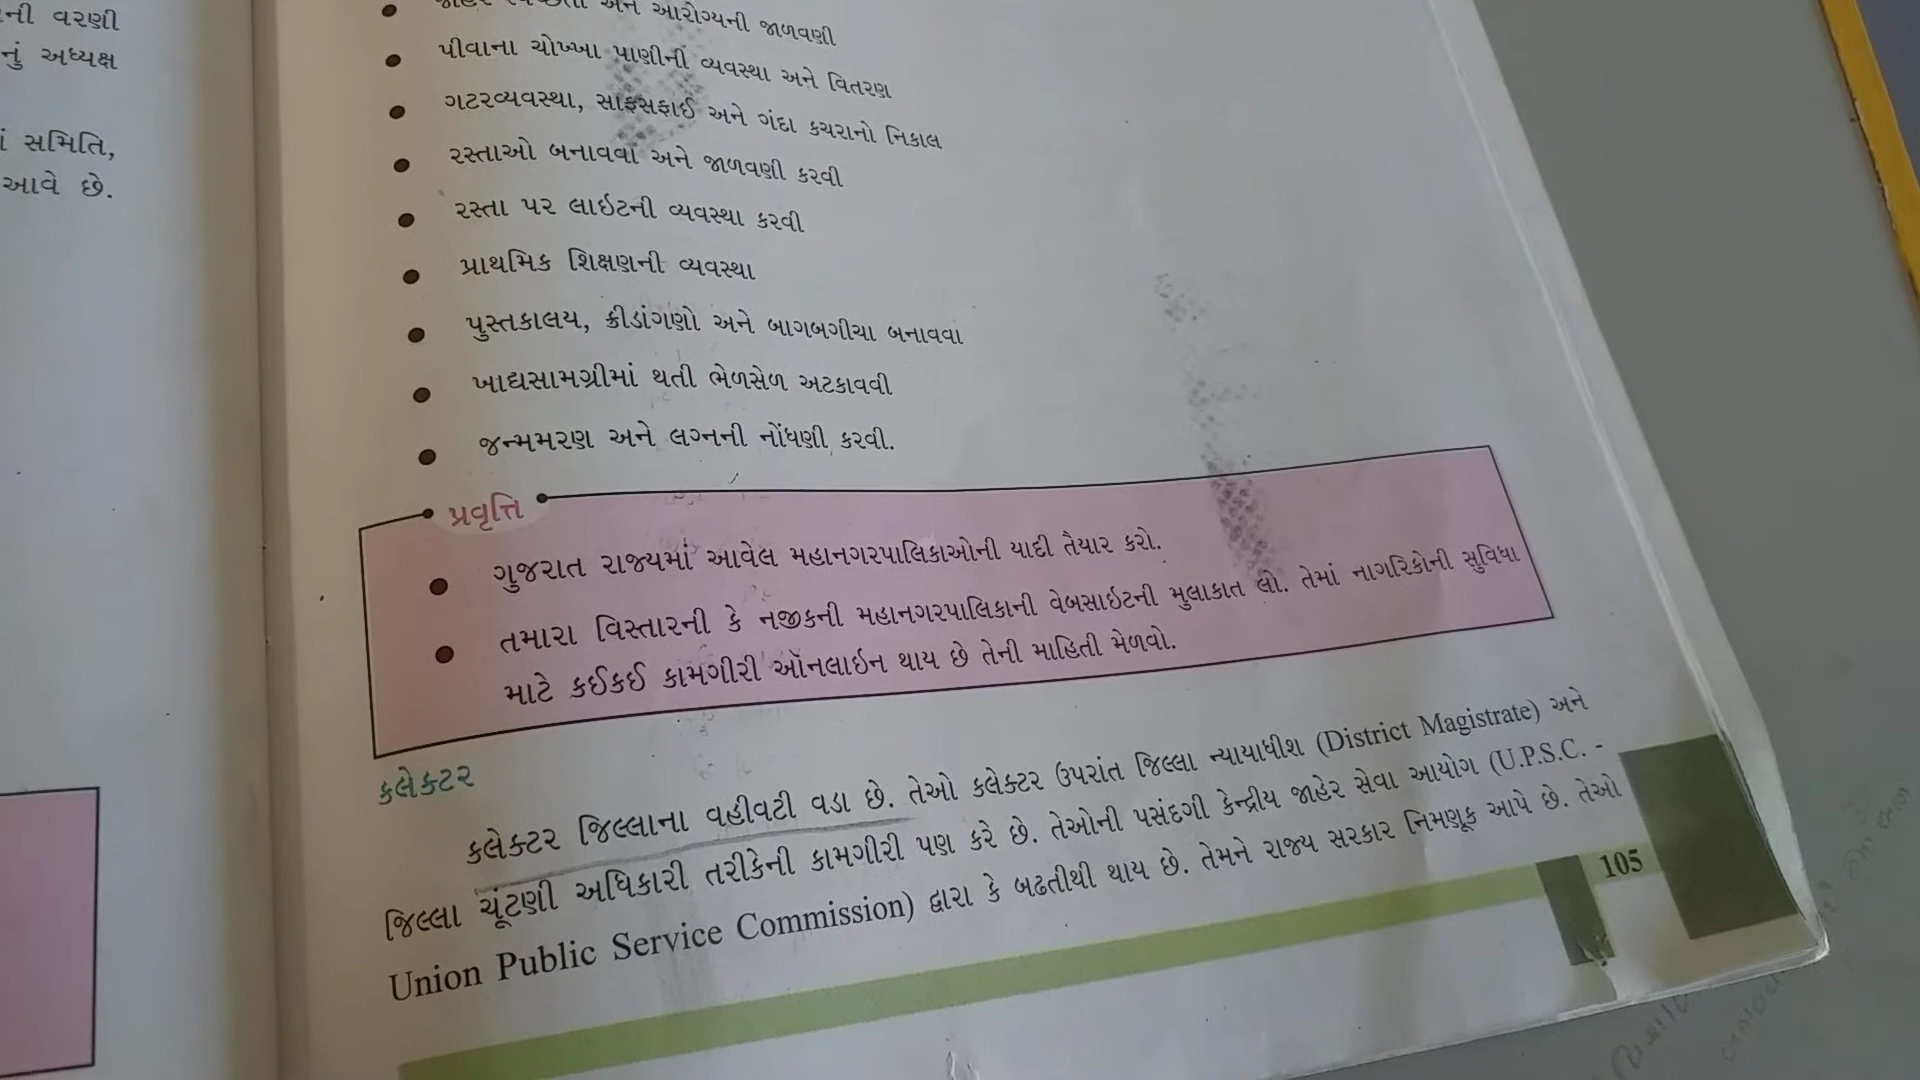 ની વરણી
નું અધ્યક્ષ
સમિતિ,
આવે છે.
અને આરોગ્યની જાળવણી
પીવાના ચોખ્ખા પાણીની વ્યવસ્થા અને વિતરણ
ગટરવ્યવસ્થા, સાફસફાઈ અને ગંદા કચરાનો નિકાલ
રસ્તાઓ બનાવવા અને જાળવણી કરવી
રસ્તા પર લાઇટની વ્યવસ્થા કરવી
પ્રાથમિક શિક્ષણની વ્યવસ્થા
પુસ્તકાલય, ક્રીડાંગણો અને બાગબગીચા બનાવવા
ખાદ્યસામગ્રીમાં થતી ભેળસેળ અટકાવવી
જન્મમરણ અને લગ્નની નોંધણી કરવી.
પ્રવૃત્તિ
ગુજરાત રાજ્યમાં આવેલ મહાનગરપાલિકાઓની યાદી તૈયાર કરો.
તમારા વિસ્તારની કે નજીકની મહાનગરપાલિકાની વેબસાઇટની મુલાકાત લો. તેમાં નાગરિકોની સુવિધા
માટે કઈકઈ કામગીરી ઑનલાઇન થાય છે તેની માહિતી મેળવો.
કલેક્ટર
કલેક્ટર જિલ્લાના વહીવટી વડા છે. તેઓ કલેક્ટર ઉપરાંત જિલ્લા ન્યાયાધીશ (District Magistrate) અને
જિલ્લા ચૂંટણી અધિકારી તરીકેની કામગીરી પણ કરે છે. તેઓની પસંદગી કેન્દ્રીય જાહેર સેવા આયોગ (U.P.S.C. -
Union Public Service Commission) દ્વારા કે બઢતીથી થાય છે. તેમને રાજ્ય સરકાર નિમણૂક આપે છે. તેઓ
105